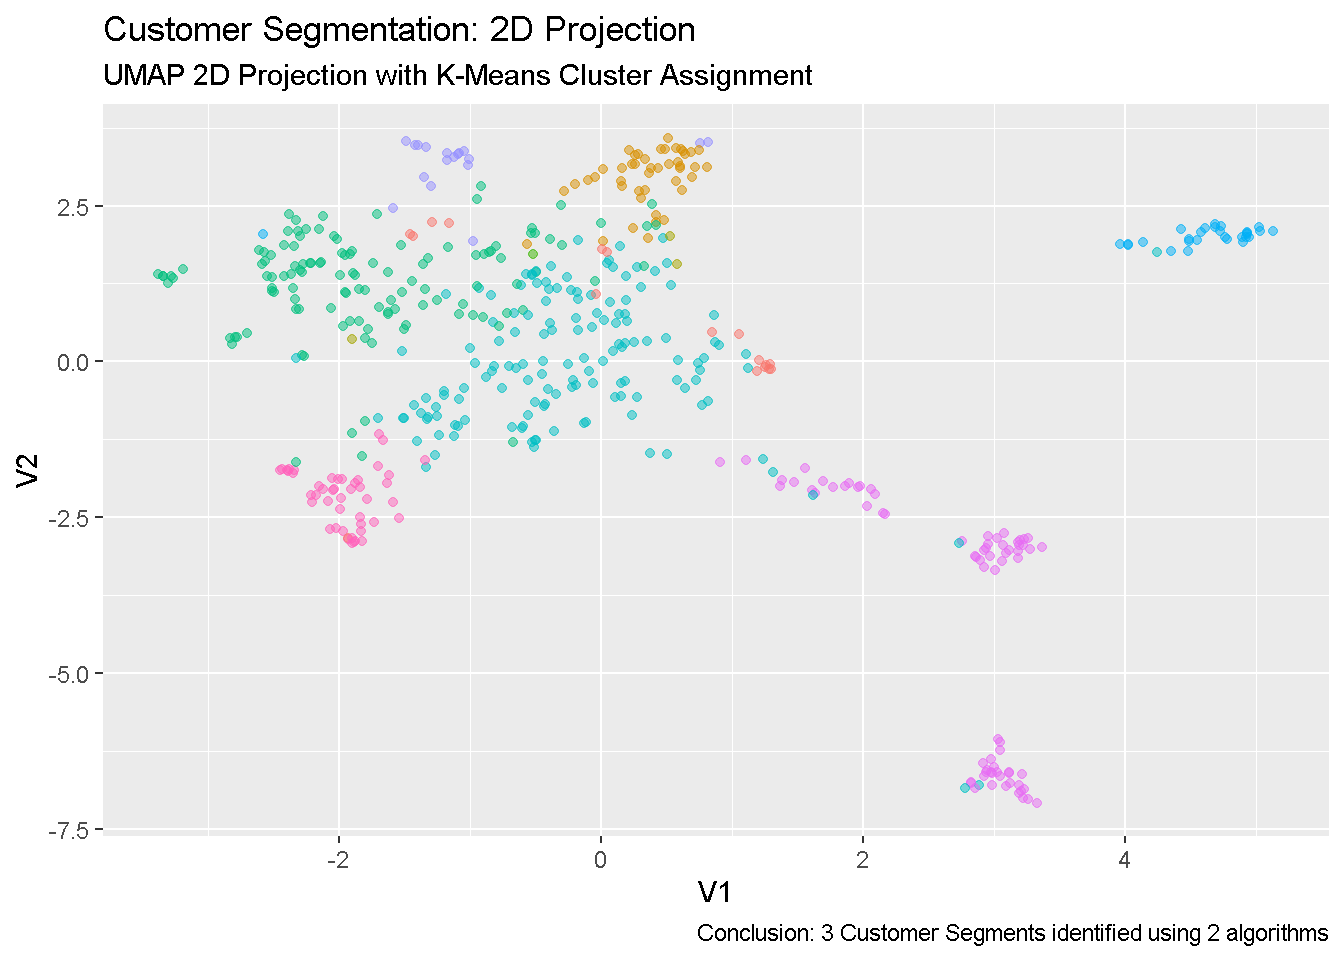 Customer Segmentation: 2D Projection
UMAP 2D Projection with K-Means Cluster Assignment
2.5
0.0
-2.5
-5.0
-7.5
V2
-2 0 2 4
V1
Conclusion: 3 Customer Segments identified using 2 algorithms